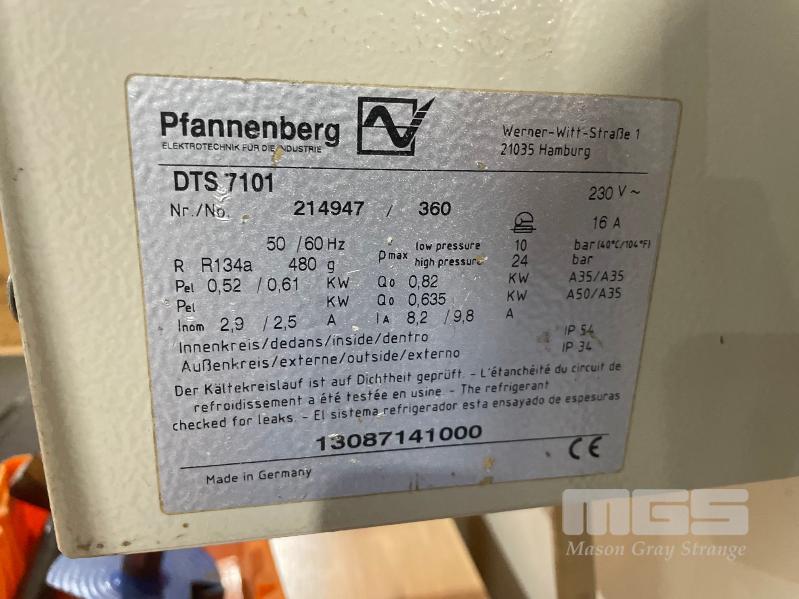 Pfannenberg
ELEKTROTECHNIK FÜR DIE INDUSTRIE
Werner-Witt-Straße 1
21035 Hamburg
DTS 7101
230 V ~
Nr./No. 214947 / 360
16 A
50 / 60 Hz
R R134a 480 g
Pmax low pressure 10 bar (40°C/104°F)
high pressure 24 bar
Pel 0,52 / 0,61 KW Qo 0,82 KW A35/A35
Pel KW Qo 0,635 KW A50/A35
Inom 2,9 / 2,5 A IA 8,2 / 9,8 A
Innenkreis/dedans/inside/dentro IP 54
Außenkreis/externe/outside/externo IP 34
Der Kältekreislauf ist auf Dichtheit geprüft. - L'étanchéité du circuit de
refroidissement a été testée en usine. - The refrigerant
checked for leaks. - El sistema refrigerador esta ensayado de espesuras
13087141000
CE
Made in Germany
MGS
Mason Gray Strange